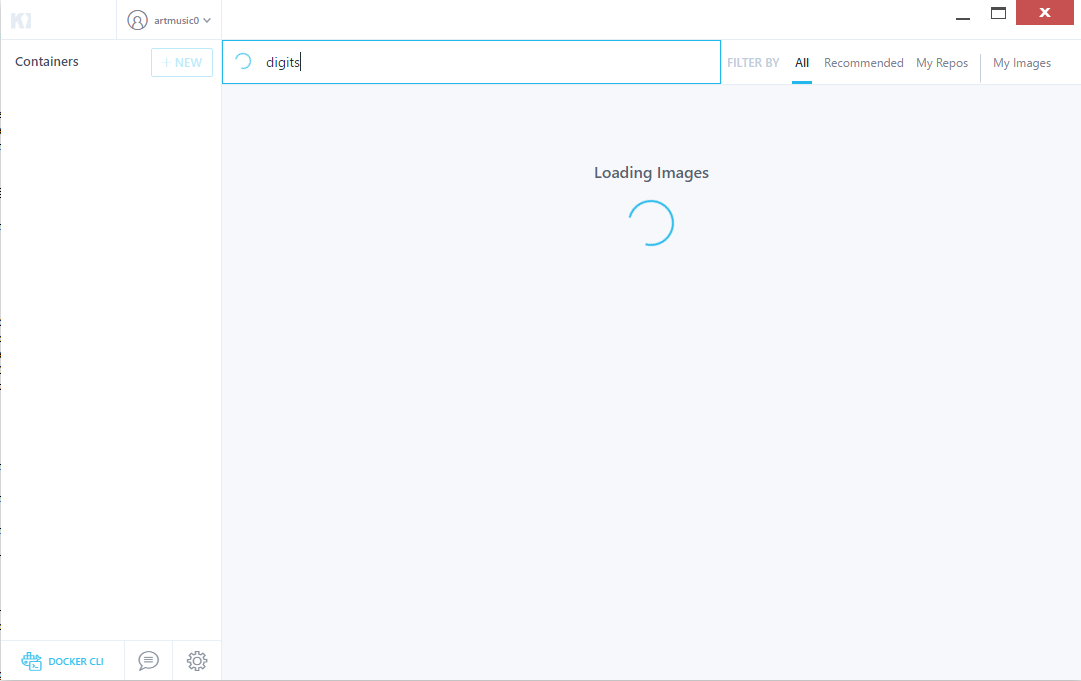 artmusic0
Containers
+ NEW
digits
FILTER BY All Recommended My Repos My Images
Loading Images
DOCKER CLI